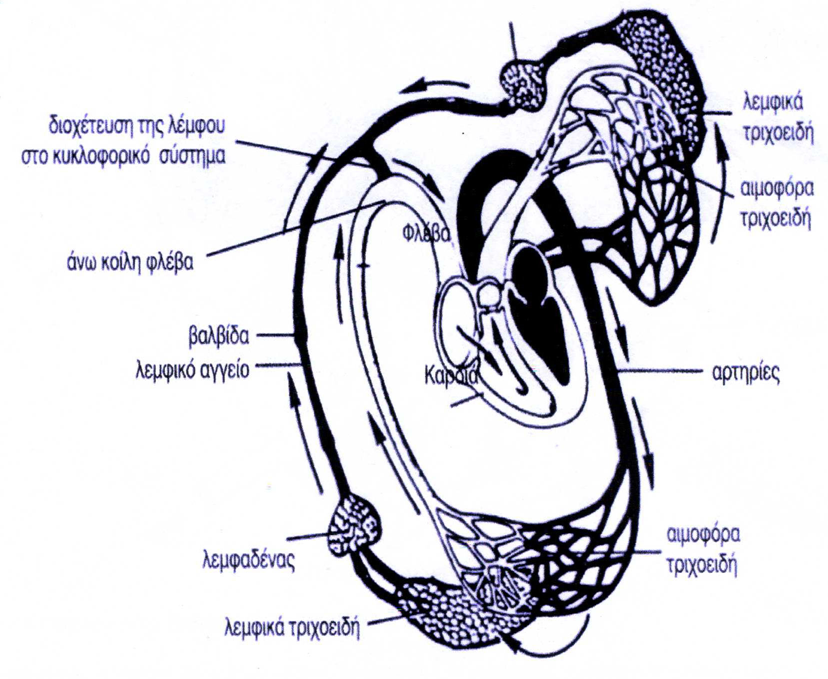 λεμφικά
τριχοειδή
διοχέτευση της λέμφου
στο κυκλοφορικό σύστημα
αιμοφόρα
τριχοειδή
Φλέβα
άνω κοίλη φλέβα
βαλβίδα
λεμφικό αγγείο
Καρδιά
αρτηρίες
αιμοφόρα
τριχοειδή
λεμφαδένας
λεμφικά τριχοειδή